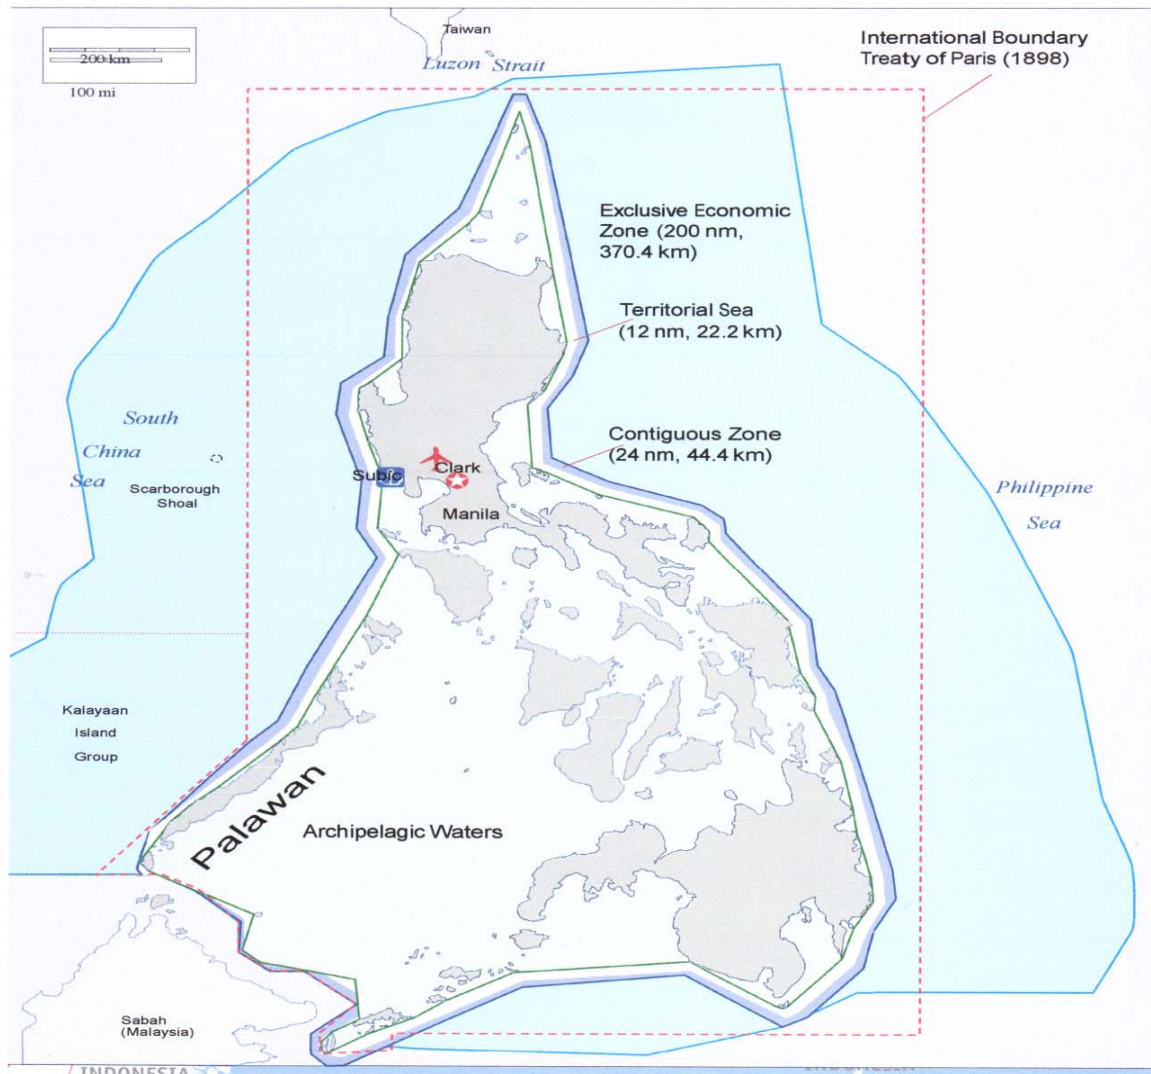 Taiwan
200 km
100 mi
Luzon Strait
International Boundary
Treaty of Paris (1898)
Exclusive Economic
Zone (200 nm,
370.4 km)
Territorial Sea
(12 nm, 22.2 km)
South
China
Sea
Scarborough
Shoal
Contiguous Zone
(24 nm, 44.4 km)
Subic
Clark
Manila
Philippine
Sea
Kalayaan
Island
Group
Palawan
Archipelagic Waters
Sabah
(Malaysia)
INDONESIA
INDONESIA